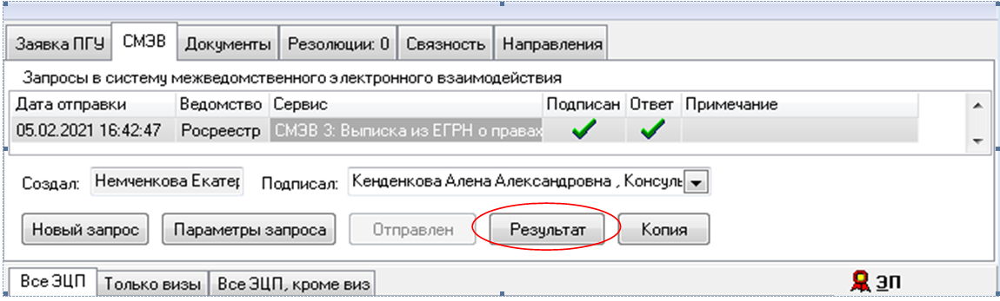 Заявка ПГУ СМЭВ Документы Резолюции: 0 Связность Направления
Запросы в систему межведомственного электронного взаимодействия
Дата отправки Ведомство Сервис Подписан Ответ Примечание
05.02.2021 16:42:47 Росреестр СМЭВ 3: Выписка из ЕГРН о правах
Создал: Немченкова Екатер Подписал: Кенденкова Алена Александровна , Консуль
Новый запрос Параметры запроса Отправлен Результат Копия
Все ЭЦП Только визы Все ЭЦП, кроме виз ЭП